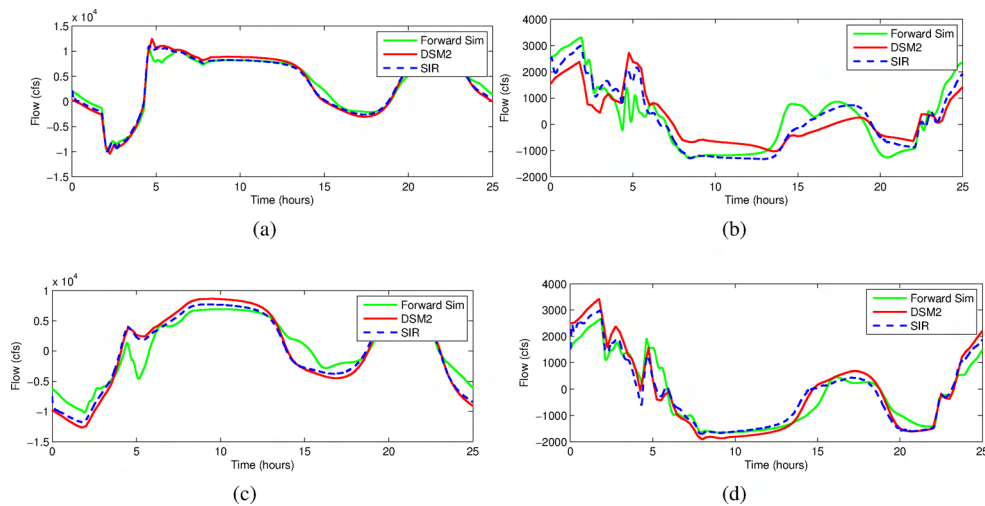 x 10^4
1.5
1
0.5
0
−0.5
−1
−1.5
Flow (cfs)
0 5 10 15 20 25
Time (hours)
Forward Sim
DSM2
SIR
(a)
4000
3000
2000
1000
0
−1000
−2000
Flow (cfs)
0 5 10 15 20 25
Time (hours)
Forward Sim
DSM2
SIR
(b)
x 10^4
1
0.5
0
−0.5
−1
−1.5
Flow (cfs)
0 5 10 15 20 25
Time (hours)
Forward Sim
DSM2
SIR
(c)
4000
3000
2000
1000
0
−1000
−2000
Flow (cfs)
0 5 10 15 20 25
Time (hours)
Forward Sim
DSM2
SIR
(d)